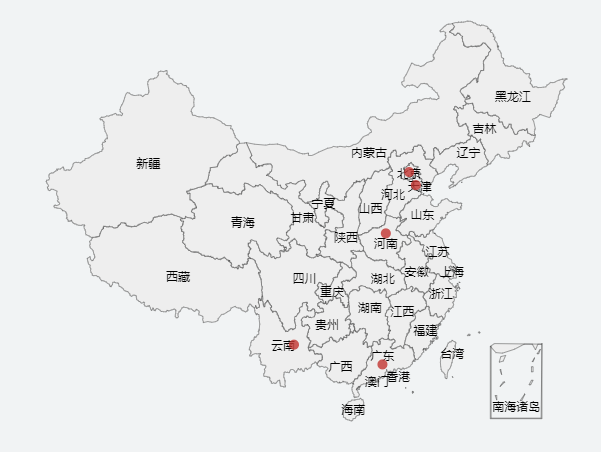 黑龙江
吉林
辽宁
内蒙古
新疆
北京
天津
河北
宁夏
甘肃
山西
山东
青海
陕西
河南
江苏
安徽
上海
西藏
四川
湖北
重庆
浙江
湖南
江西
贵州
福建
云南
广东
台湾
广西
香港
澳门
海南
南海诸岛